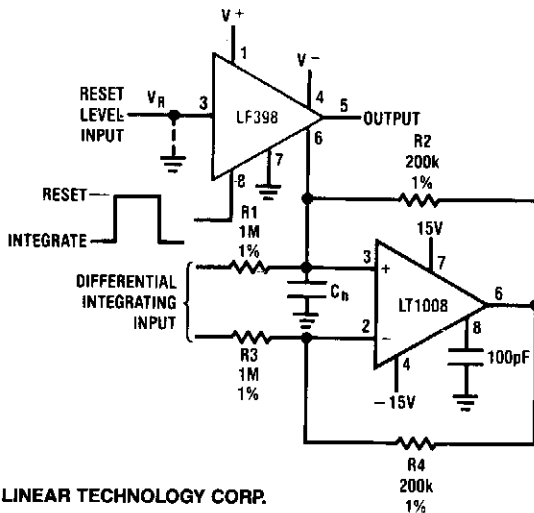 V+
1
V−
RESET
LEVEL
INPUT
VR
3
LF398
4
5
OUTPUT
6
7
8
RESET
INTEGRATE
R1
1M
1%
R2
200k
1%
15V
DIFFERENTIAL
INTEGRATING
INPUT
Ch
3
+
7
LT1008
6
2
−
8
100pF
4
−15V
R3
1M
1%
R4
200k
1%
LINEAR TECHNOLOGY CORP.